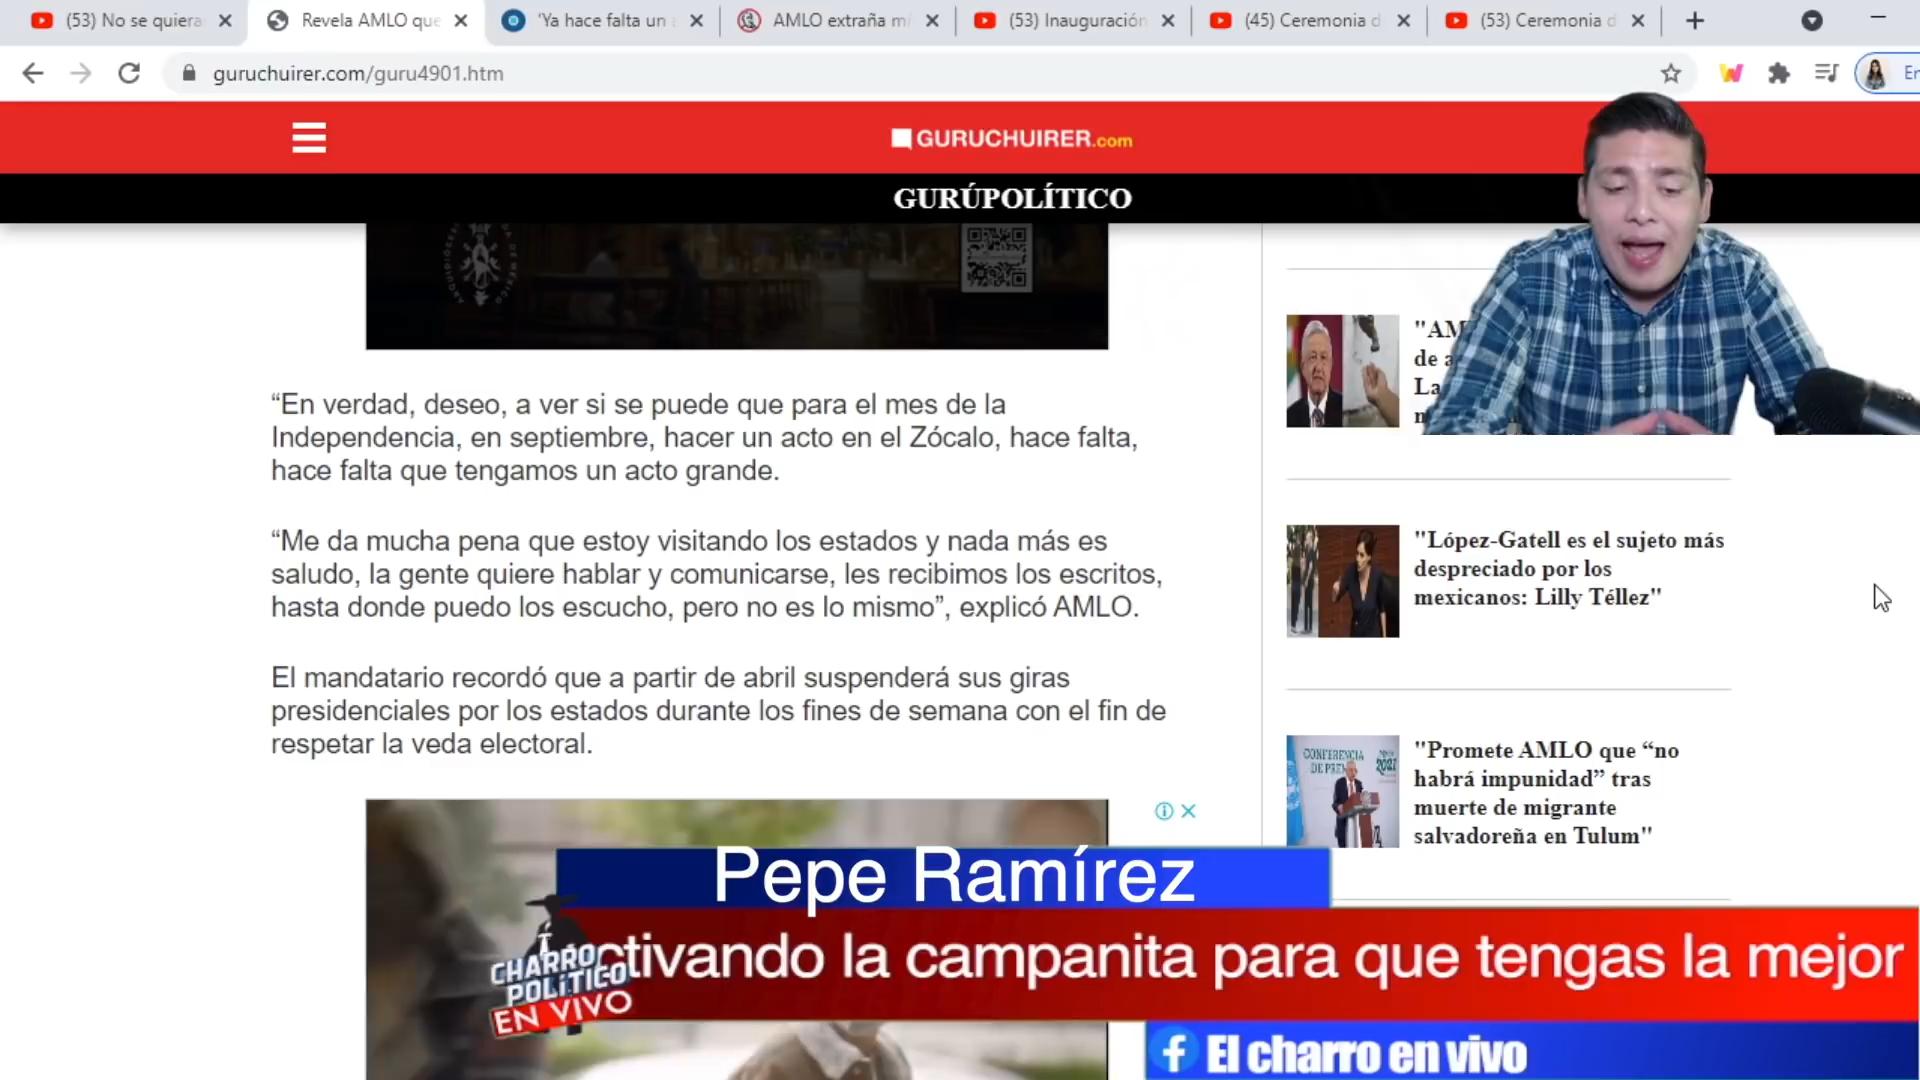 (53) No se quiera
Revela AMLO que
'Ya hace falta un
AMLO extraña mi
(53) Inauguración
(45) Ceremonia d
(53) Ceremonia d
guruchuirer.com/guru4901.htm
GURUCHUIRER.com
GURÚPOLÍTICO
“En verdad, deseo, a ver si se puede que para el mes de la
Independencia, en septiembre, hacer un acto en el Zócalo, hace falta,
hace falta que tengamos un acto grande.
“Me da mucha pena que estoy visitando los estados y nada más es
saludo, la gente quiere hablar y comunicarse, les recibimos los escritos,
hasta donde puedo los escucho, pero no es lo mismo”, explicó AMLO.
El mandatario recordó que a partir de abril suspenderá sus giras
presidenciales por los estados durante los fines de semana con el fin de
respetar la veda electoral.
"AM
de a
La
"López-Gatell es el sujeto más
despreciado por los
mexicanos: Lilly Téllez"
CONFERENCIA
DE PREN
"Promete AMLO que “no
habrá impunidad” tras
muerte de migrante
salvadoreña en Tulum"
Pepe Ramírez
ctivando la campanita para que tengas la mejor
CHARRO
POLÍTICO
EN VIVO
El charro en vivo